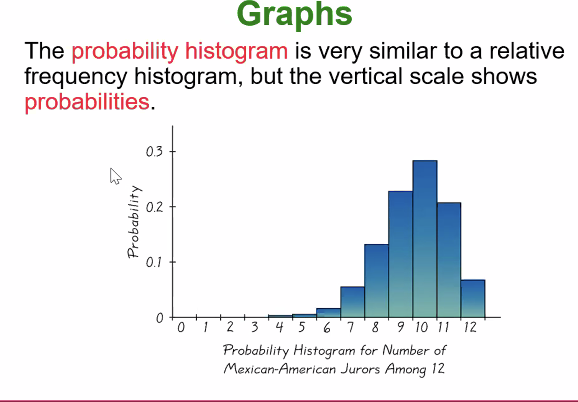 Graphs
The probability histogram is very similar to a relative
frequency histogram, but the vertical scale shows
probabilities.
0.3
0.2
0.1
0
Probability
0 1 2 3 4 5 6 7 8 9 10 11 12
Probability Histogram for Number of
Mexican-American Jurors Among 12